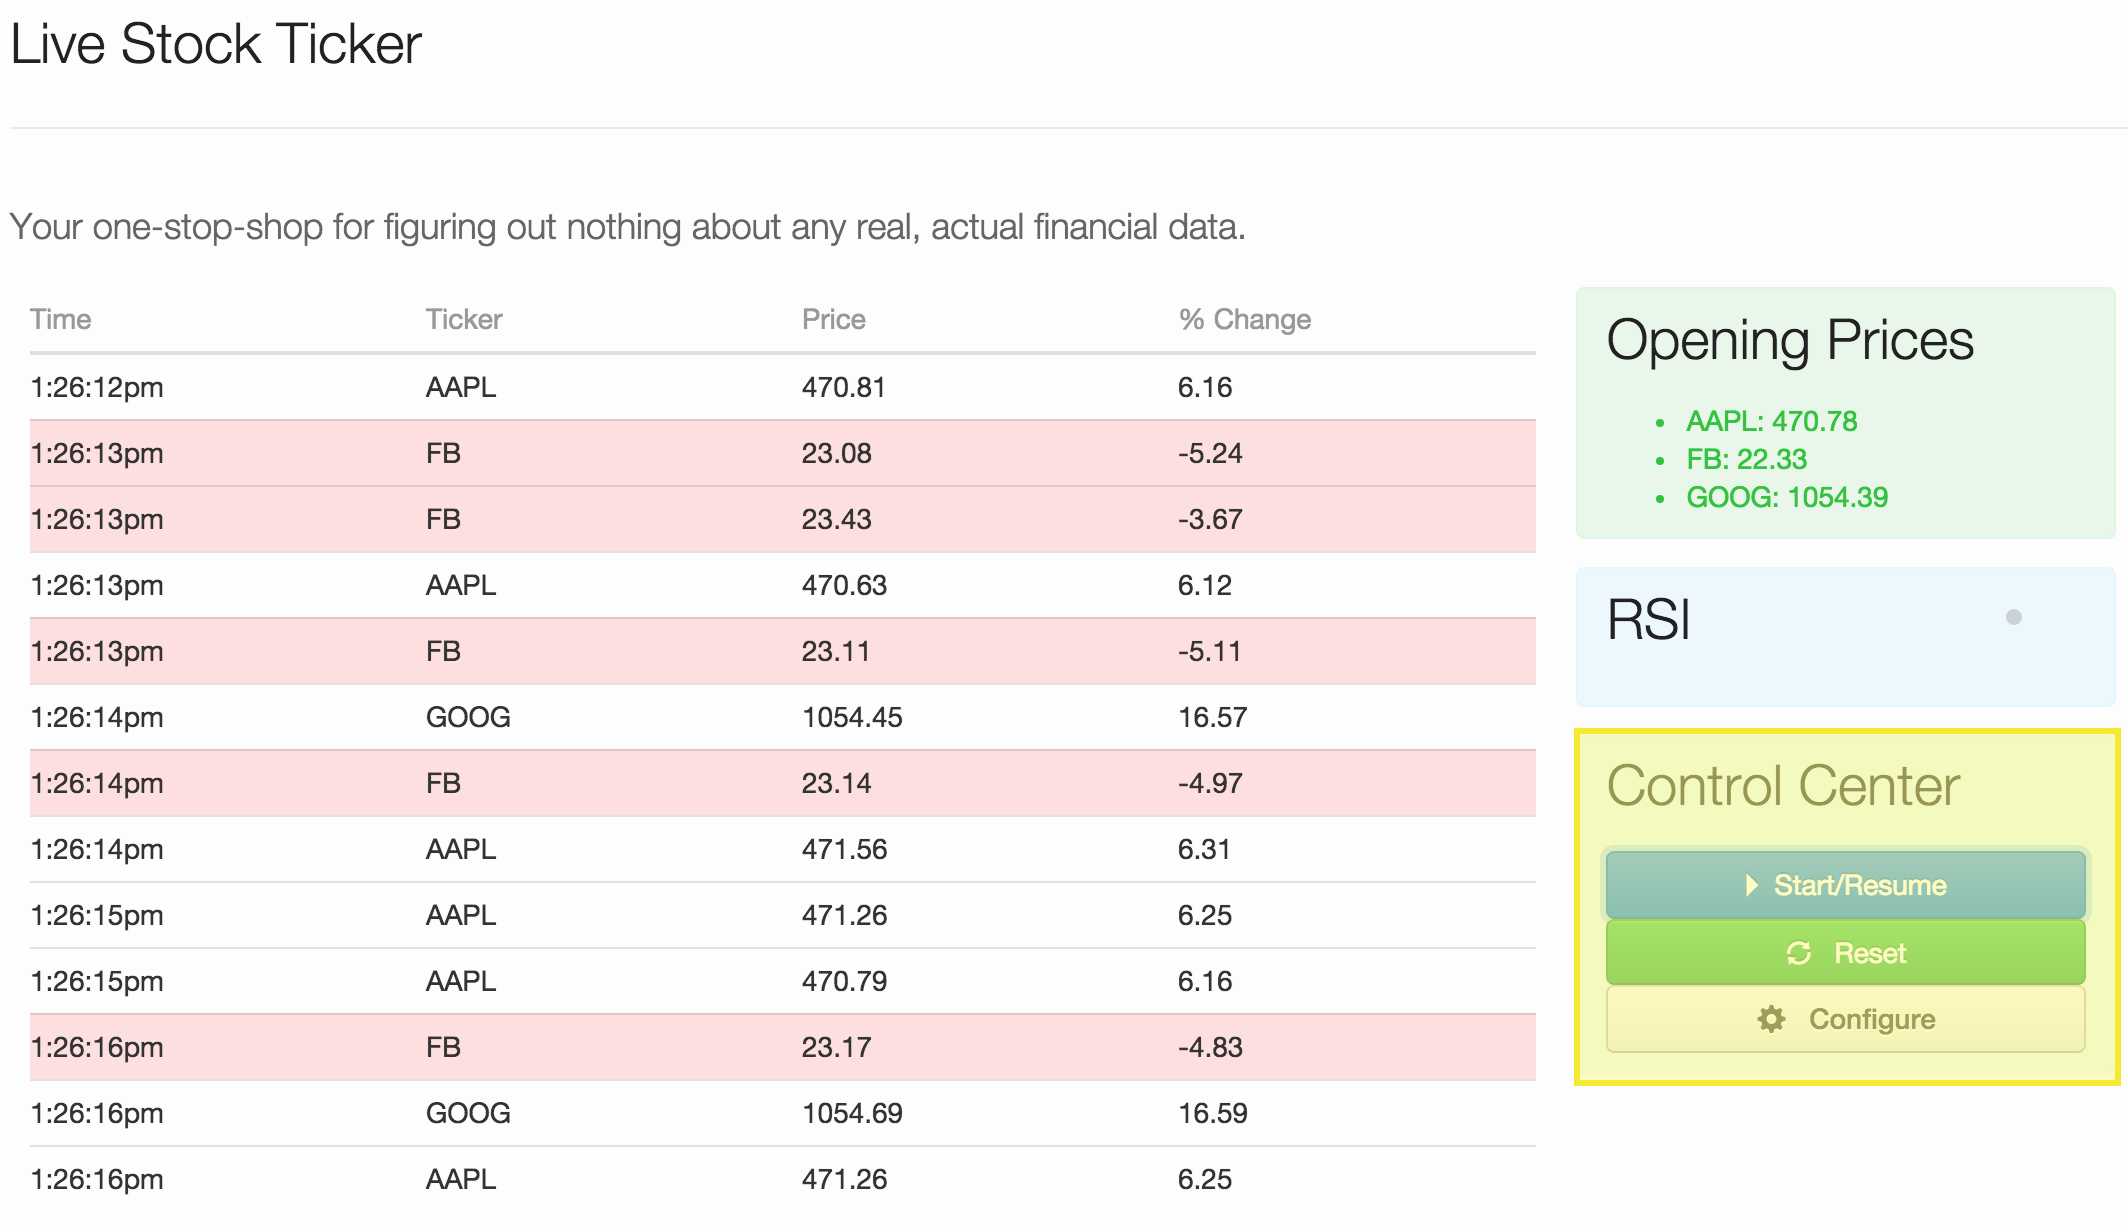 Live Stock Ticker
Your one-stop-shop for figuring out nothing about any real, actual financial data.
Time Ticker Price % Change
1:26:12pm AAPL 470.81 6.16
1:26:13pm FB 23.08 -5.24
1:26:13pm FB 23.43 -3.67
1:26:13pm AAPL 470.63 6.12
1:26:13pm FB 23.11 -5.11
1:26:14pm GOOG 1054.45 16.57
1:26:14pm FB 23.14 -4.97
1:26:14pm AAPL 471.56 6.31
1:26:15pm AAPL 471.26 6.25
1:26:15pm AAPL 470.79 6.16
1:26:16pm FB 23.17 -4.83
1:26:16pm GOOG 1054.69 16.59
1:26:16pm AAPL 471.26 6.25
Opening Prices
• AAPL: 470.78
• FB: 22.33
• GOOG: 1054.39
RSI
Control Center
Start/Resume
Reset
Configure